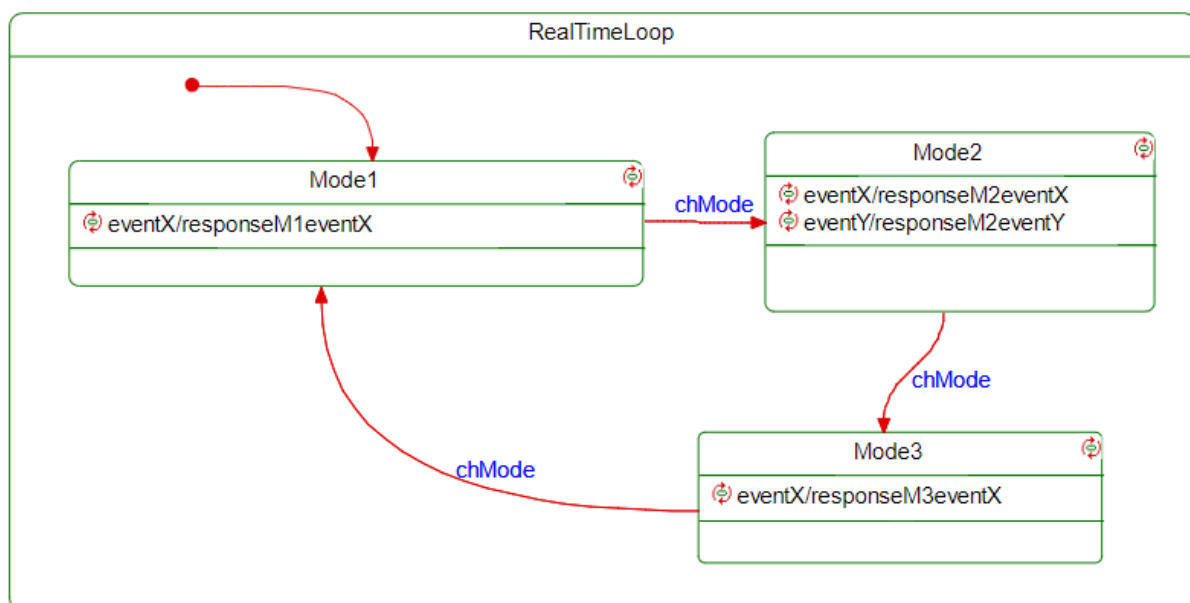 RealTimeLoop
Mode1
eventX/responseM1eventX
chMode
Mode2
eventX/responseM2eventX
eventY/responseM2eventY
chMode
Mode3
eventX/responseM3eventX
chMode